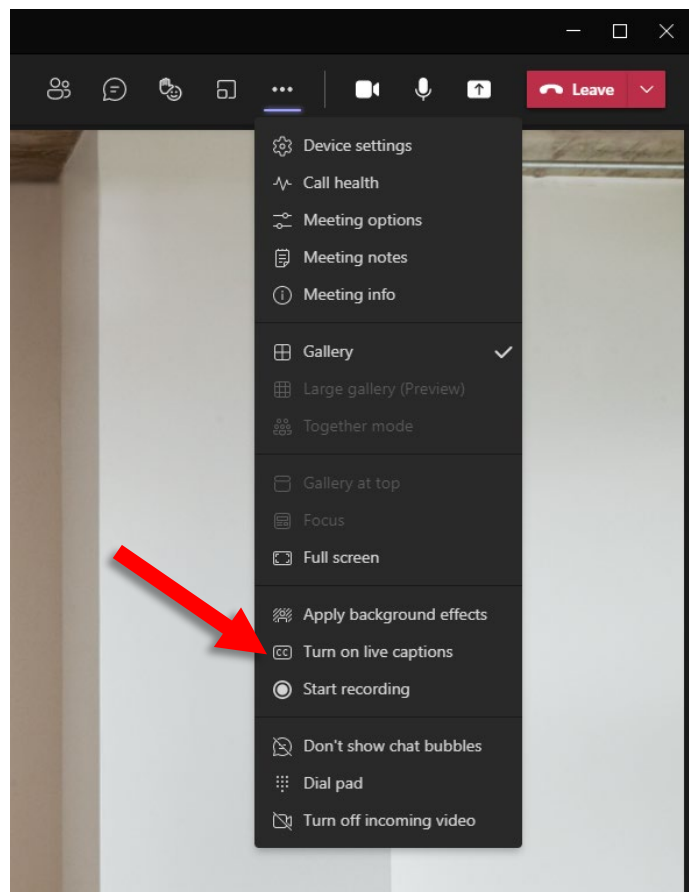 Leave
Device settings
Call health
Meeting options
Meeting notes
Meeting info
Gallery
Large gallery (Preview)
Together mode
Gallery at top
Focus
Full screen
Apply background effects
CC Turn on live captions
Start recording
Don't show chat bubbles
Dial pad
Turn off incoming video